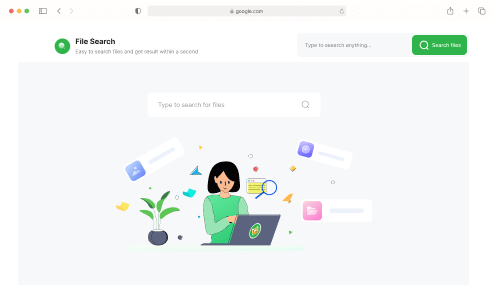 google.com
File Search
Easy to search files and get result within a second
Type to seearch anything...
Search files
Type to search for files